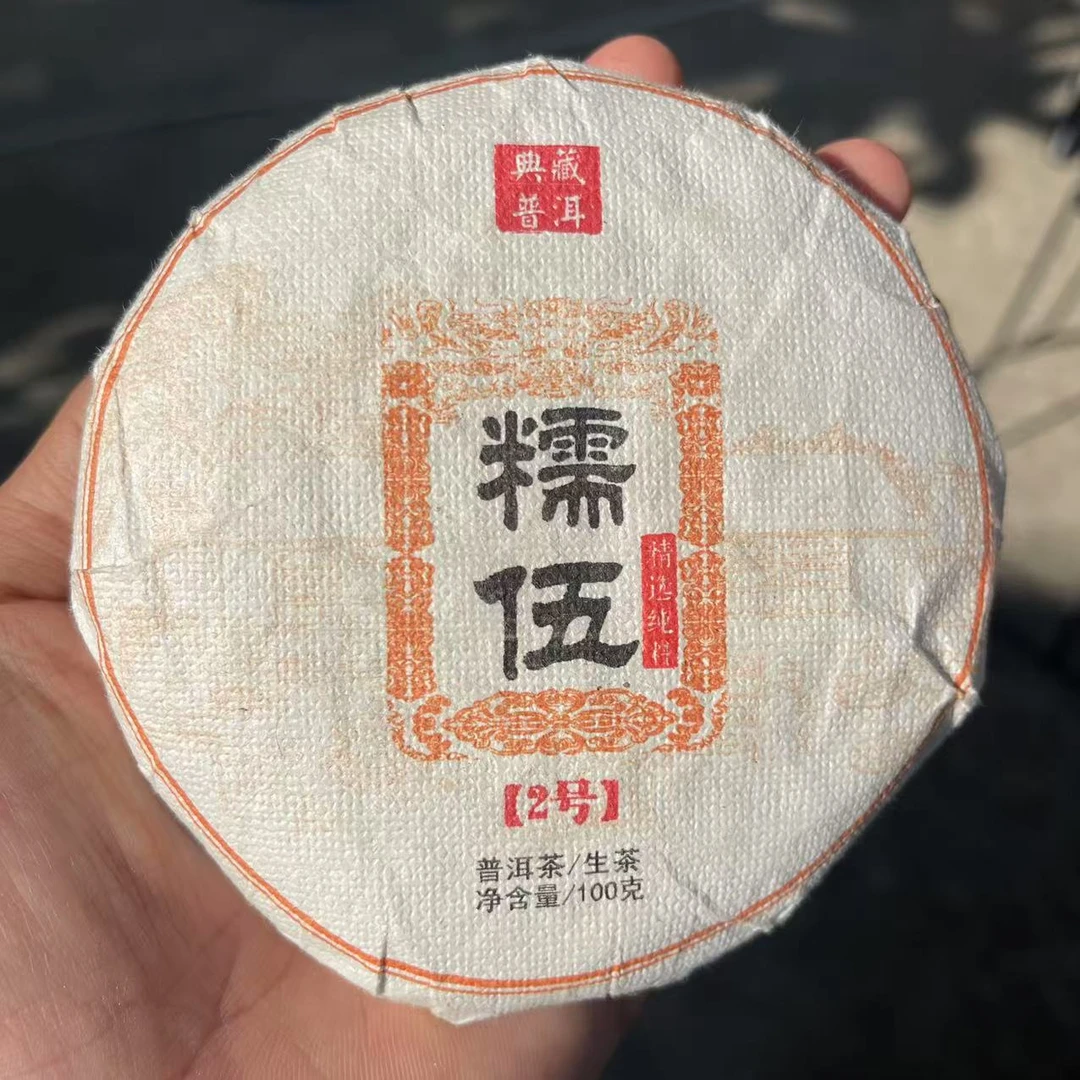 典藏
普洱
糯
伍
精选纯料
【2号】
普洱茶/生茶
净含量/100克